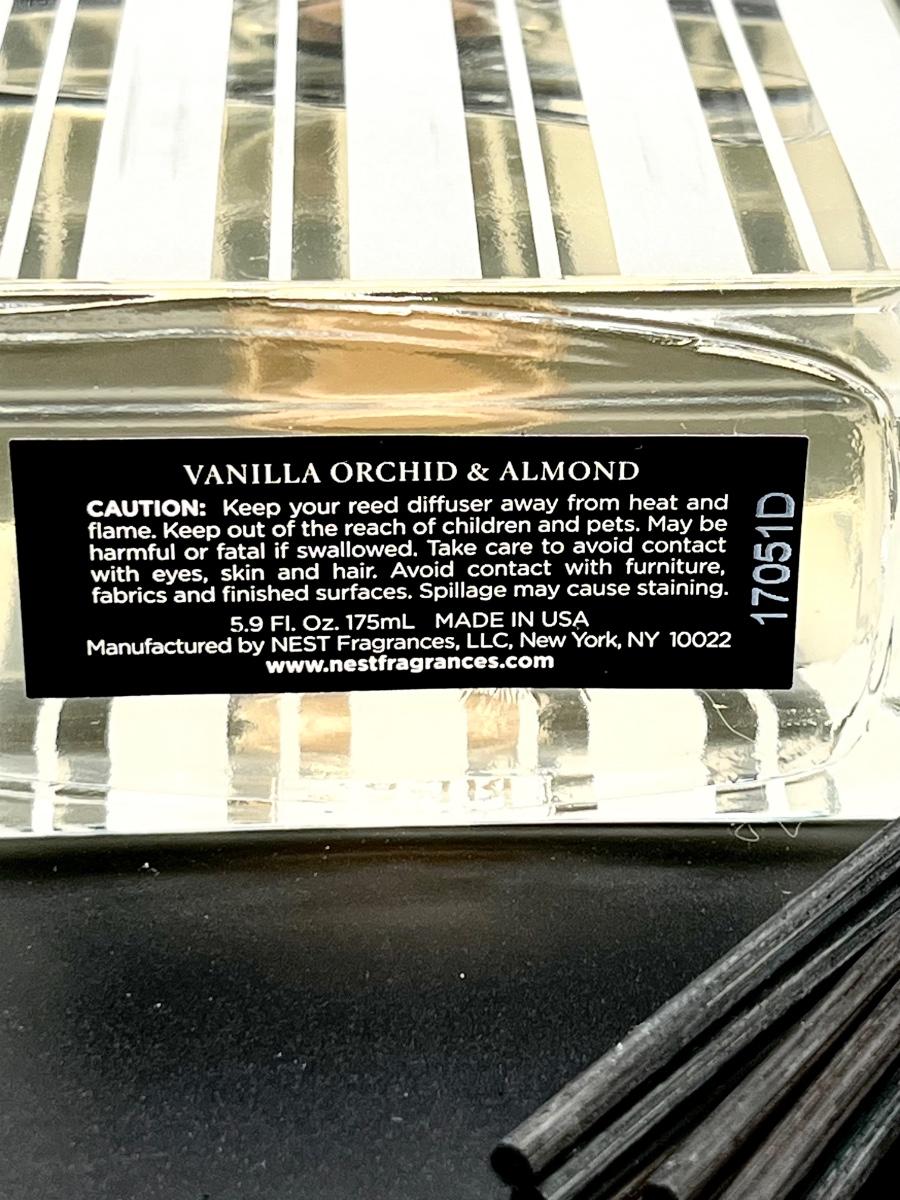 VANILLA ORCHID & ALMOND
CAUTION: Keep your reed diffuser away from heat and
flame. Keep out of the reach of children and pets. May be
harmful or fatal if swallowed. Take care to avoid contact
with eyes, skin and hair. Avoid contact with furniture,
fabrics and finished surfaces. Spillage may cause staining.
5.9 Fl. Oz. 175mL MADE IN USA
Manufactured by NEST Fragrances, LLC, New York, NY 10022
www.nestfragrances.com
17051D